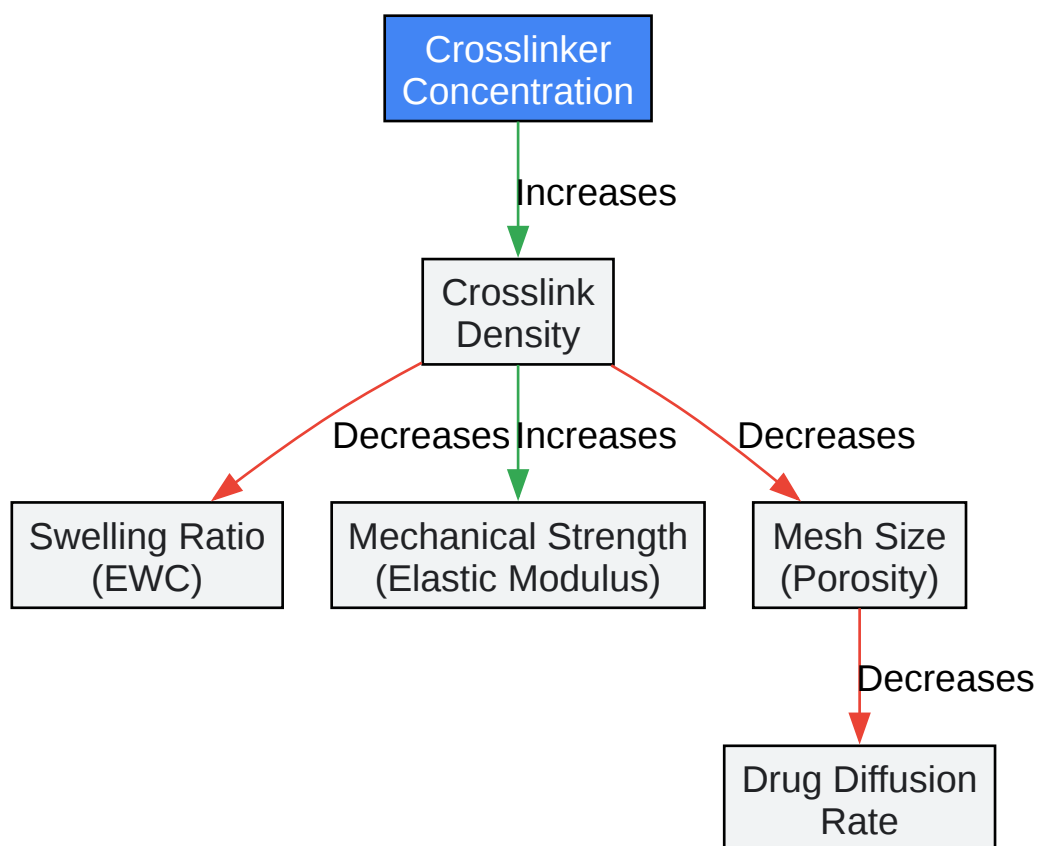 Crosslinker
Concentration
Increases
Crosslink
Density
Decreases
Increases
Decreases
Swelling Ratio
(EWC)
Mechanical Strength
(Elastic Modulus)
Mesh Size
(Porosity)
Decreases
Drug Diffusion
Rate